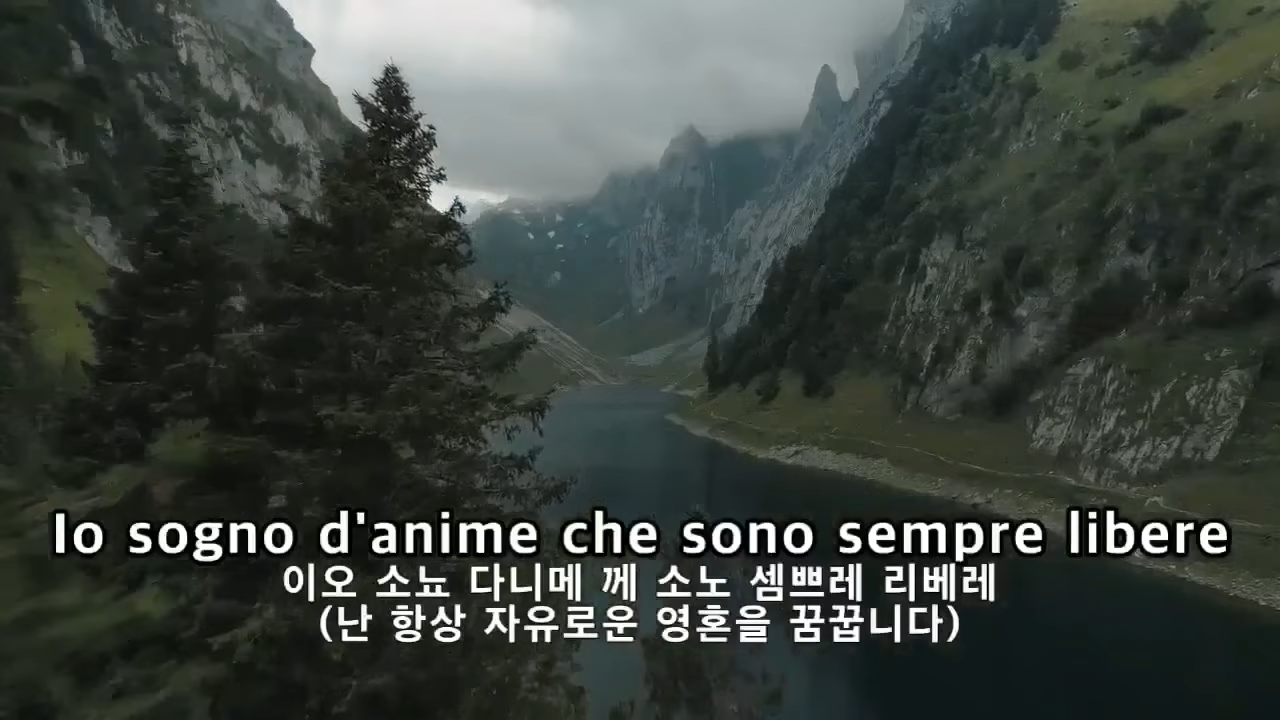 Io sogno d'anime che sono sempre libere
이오 소뇨 다니메 께 소노 셈쁘레 리베레
(난 항상 자유로운 영혼을 꿈꿉니다)